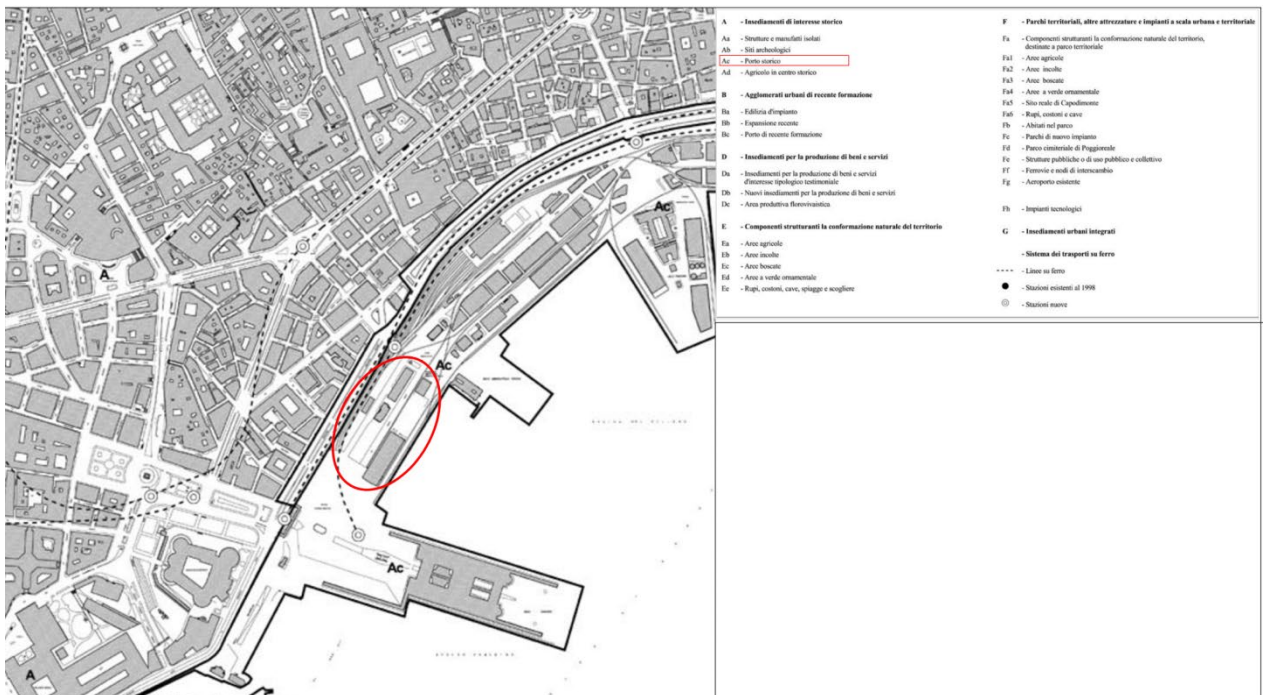 A - Insediamenti di interesse storico
Aa - Strutture e manufatti isolati
Ab - Siti archeologici
Ac - Porto storico
Ad - Agricolo in centro storico
B - Agglomerati urbani di recente formazione
Ba - Edilizia d'impianto
Bb - Espansione recente
Bc - Porto di recente formazione
D - Insediamenti per la produzione di beni e servizi
Da - Insediamenti per la produzione di beni e servizi
d'interesse tipologico testimoniale
Db - Nuovi insediamenti per la produzione di beni e servizi
Dc - Area produttiva florovivaistica
E - Componenti strutturanti la conformazione naturale del territorio
Ea - Aree agricole
Eb - Aree incolte
Ec - Aree boscate
Ed - Aree a verde ornamentale
Ee - Rupi, costoni, cave, spiagge e scogliere
F - Parchi territoriali, altre attrezzature e impianti a scala urbana e territoriale
Fa - Componenti strutturanti la conformazione naturale del territorio,
destinate a parco territoriale
Fa1 - Aree agricole
Fa2 - Aree incolte
Fa3 - Aree boscate
Fa4 - Aree a verde ornamentale
Fa5 - Sito reale di Capodimonte
Fa6 - Rupi, costoni e cave
Fb - Abitati nel parco
Fc - Parchi di nuovo impianto
Fd - Parco cimiteriale di Poggioreale
Fe - Strutture pubbliche o di uso pubblico e collettivo
Ff - Ferrovie e nodi di interscambio
Fg - Aeroporto esistente
Fh - Impianti tecnologici
G - Insediamenti urbani integrati
- Sistema dei trasporti su ferro
- Linee su ferro
- Stazioni esistenti al 1998
- Stazioni nuove
Ac
A
Ac
Ac
A